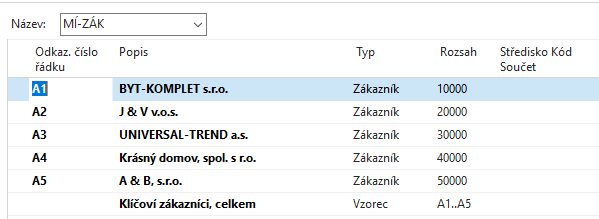 Název: MÍ-ZÁK
Odkaz. číslo řádku Popis Typ Rozsah Středisko Kód Součet
A1 BYT-KOMPLET s.r.o. Zákazník 10000
A2 J & V v.o.s. Zákazník 20000
A3 UNIVERSAL-TREND a.s. Zákazník 30000
A4 Krásný domov, spol. s r.o. Zákazník 40000
A5 A & B, s.r.o. Zákazník 50000
Klíčoví zákazníci, celkem Vzorec A1..A5